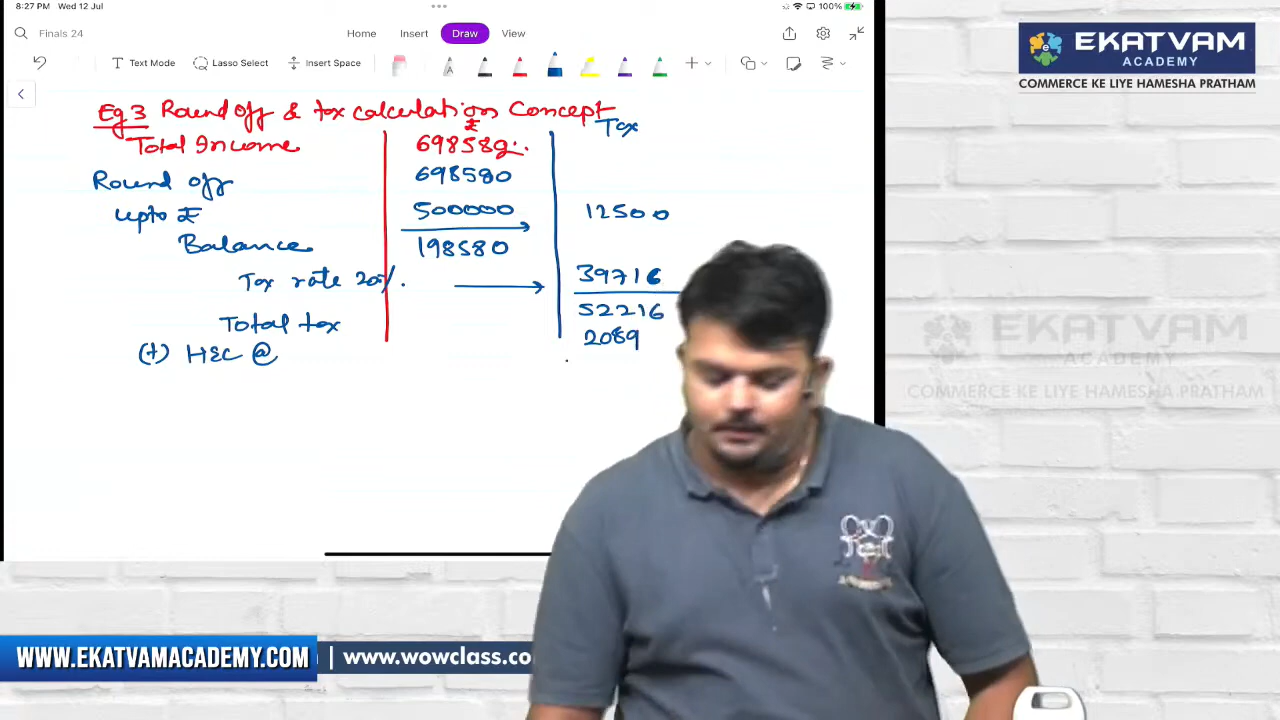 8:27 PM Wed 12 Jul
100%
Finals 24
Home Insert Draw View
Text Mode Lasso Select Insert Space
EKATVAM
ACADEMY
COMMERCE KE LIYE HAMESHA PRATHAM
Eg 3 Round off & tax calculation Concept
₹ Tax
Total Income 698589.
Round off 698580
upto ₹ 500000 12500
Balance 198580
Tax rate 20%. 39716
Total tax 52216
(+) HEC @ 2089
EKATVAM
ACADEMY
COMMERCE KE LIYE HAMESHA PRATHAM
WWW.EKATVAMACADEMY.COM
www.wowclass.co